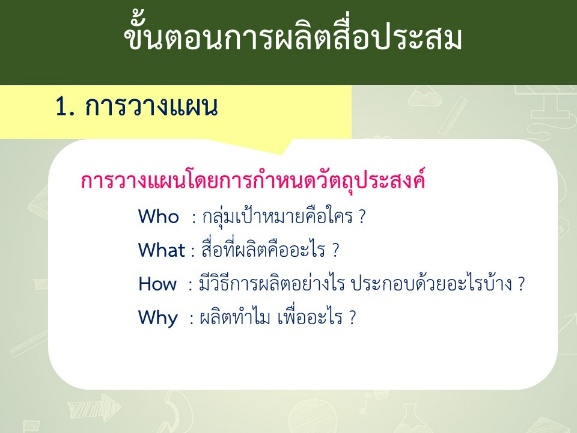 ขั้นตอนการผลิตสื่อประสม
1. การวางแผน
การวางแผนโดยการกำหนดวัตถุประสงค์
Who : กลุ่มเป้าหมายคือใคร ?
What : สื่อที่ผลิตคืออะไร ?
How : มีวิธีการผลิตอย่างไร ประกอบด้วยอะไรบ้าง ?
Why : ผลิตทำไม เพื่ออะไร ?